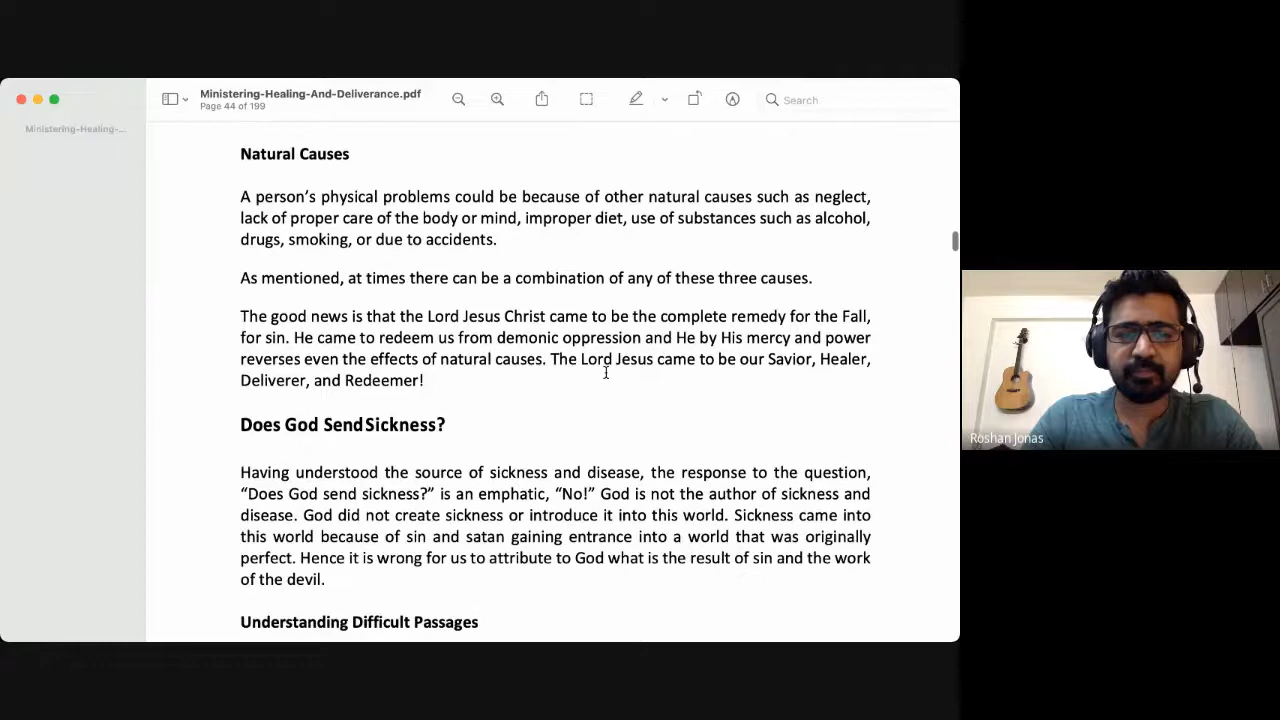 Ministering-Healing-And-Deliverance.pdf
Page 44 of 199
Search
Ministering-Healing-...
Natural Causes
A person's physical problems could be because of other natural causes such as neglect,
lack of proper care of the body or mind, improper diet, use of substances such as alcohol,
drugs, smoking, or due to accidents.
As mentioned, at times there can be a combination of any of these three causes.
The good news is that the Lord Jesus Christ came to be the complete remedy for the Fall,
for sin. He came to redeem us from demonic oppression and He by His mercy and power
reverses even the effects of natural causes. The Lord Jesus came to be our Savior, Healer,
Deliverer, and Redeemer!
Does God Send Sickness?
Having understood the source of sickness and disease, the response to the question,
“Does God send sickness?” is an emphatic, “No!” God is not the author of sickness and
disease. God did not create sickness or introduce it into this world. Sickness came into
this world because of sin and satan gaining entrance into a world that was originally
perfect. Hence it is wrong for us to attribute to God what is the result of sin and the work
of the devil.
Understanding Difficult Passages
Roshan Jonas